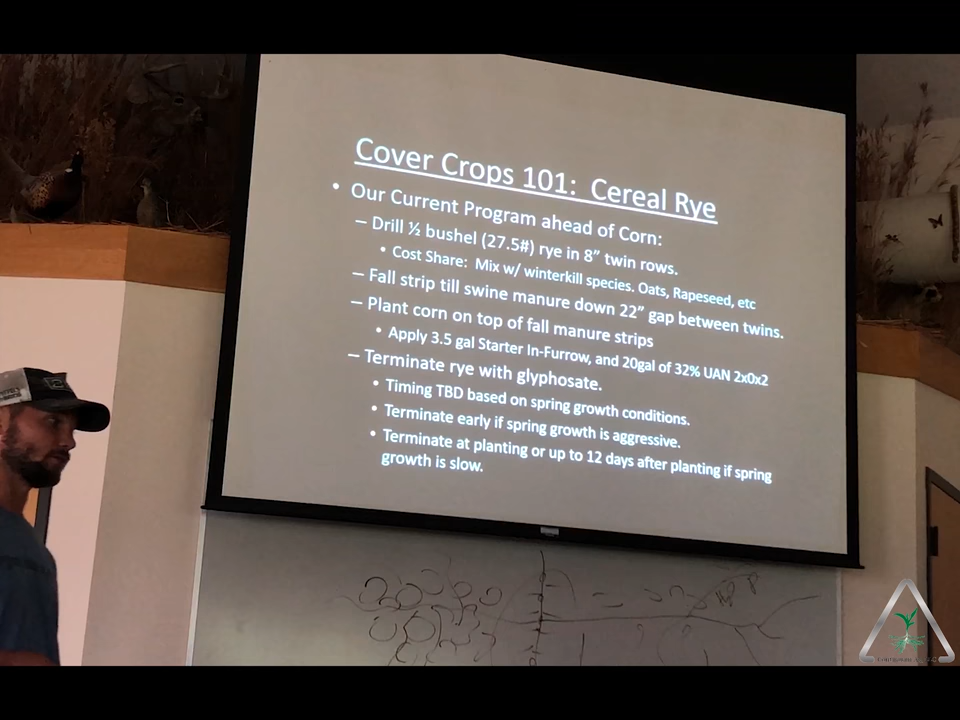 Cover Crops 101: Cereal Rye
• Our Current Program ahead of Corn:
– Drill ½ bushel (27.5#) rye in 8” twin rows.
• Cost Share: Mix w/ winterkill species. Oats, Rapeseed, etc
– Fall strip till swine manure down 22” gap between twins.
– Plant corn on top of fall manure strips
• Apply 3.5 gal Starter In-Furrow, and 20gal of 32% UAN 2x0x2
– Terminate rye with glyphosate.
• Timing TBD based on spring growth conditions.
• Terminate early if spring growth is aggressive.
• Terminate at planting or up to 12 days after planting if spring
growth is slow.